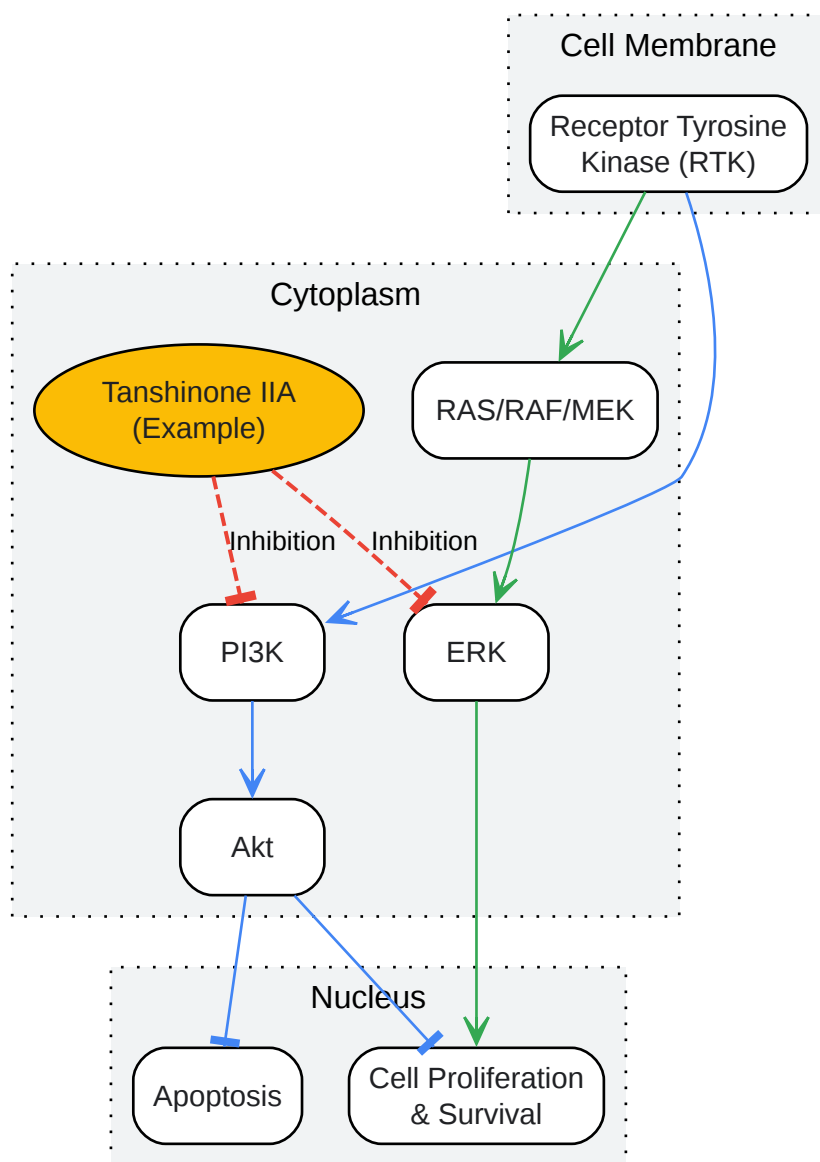 Cell Membrane
Receptor Tyrosine
Kinase (RTK)
Cytoplasm
Tanshinone IIA
(Example)
RAS/RAF/MEK
Inhibition
Inhibition
PI3K
ERK
Akt
Nucleus
Apoptosis
Cell Proliferation
& Survival